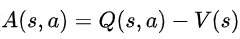 A(s, a) = Q(s, a) − V(s)